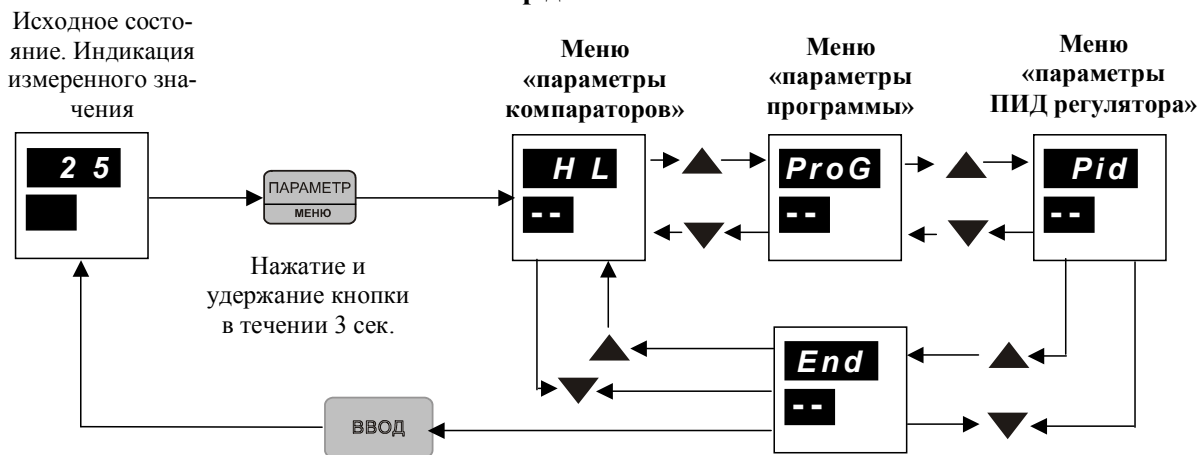 Исходное состо-
яние. Индикация
измеренного зна-
чения
Меню
«параметры
компараторов»
Меню
«параметры
программы»
Меню
«параметры
ПИД регулятора»
2 5
ПАРАМЕТР
МЕНЮ
H L
--
ProG
--
Pid
--
Нажатие и
удержание кнопки
в течении 3 сек.
End
--
ВВОД